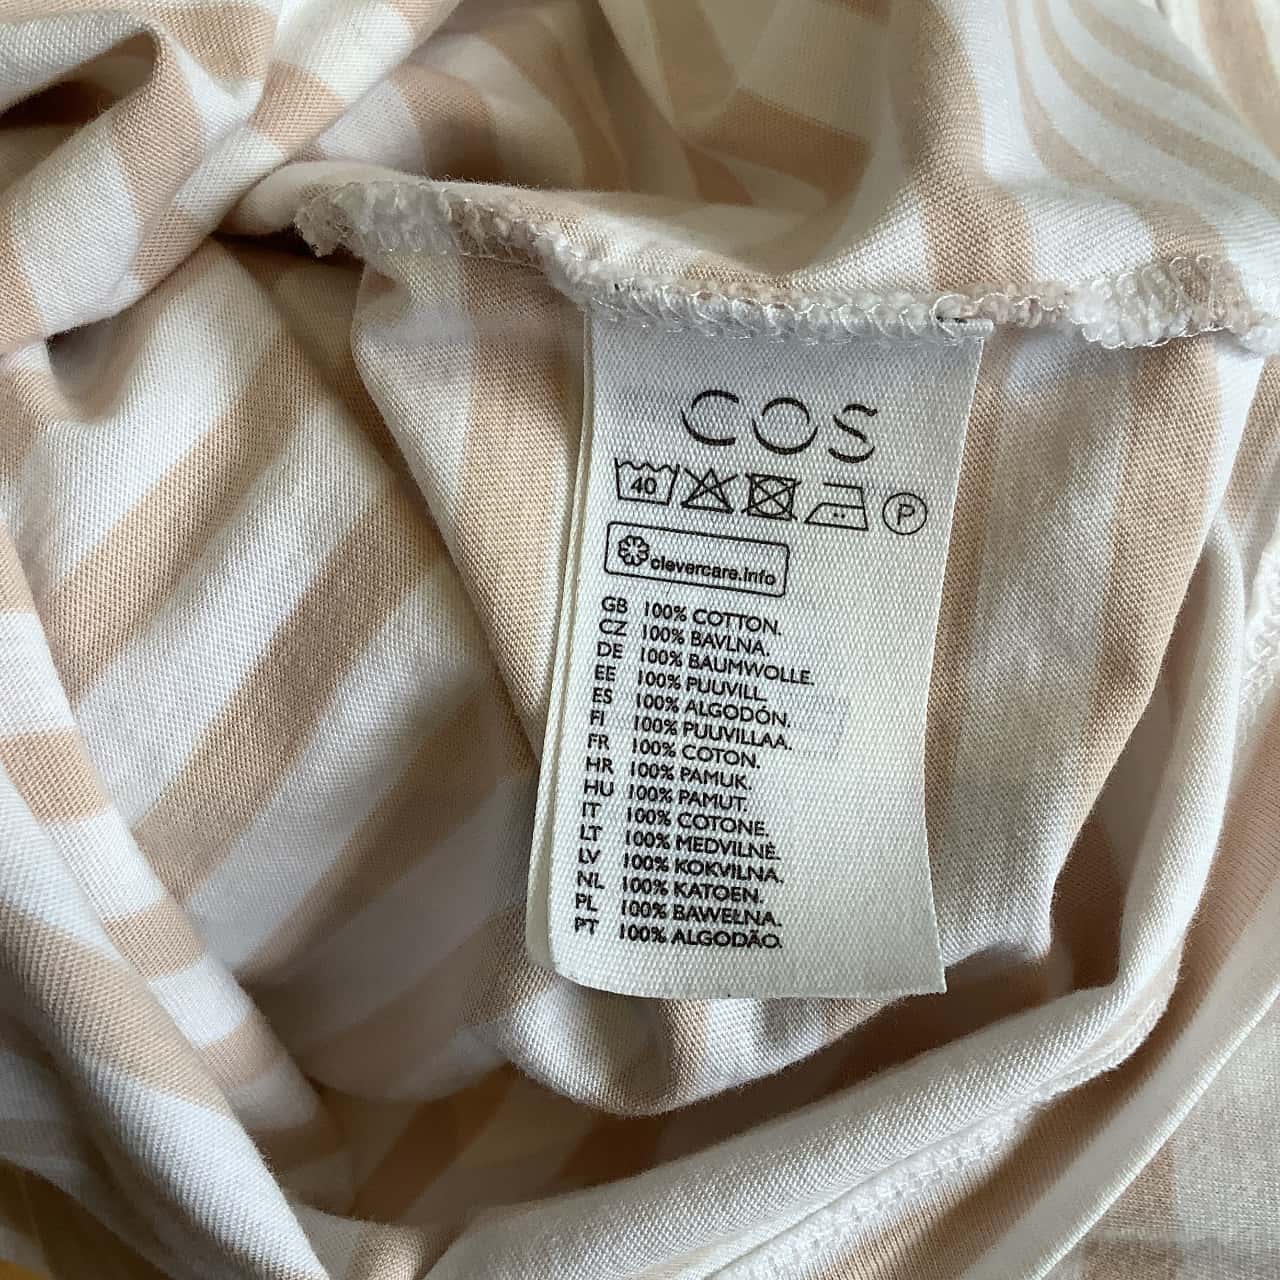 COS
40 P
clevercare.info
GB 100% COTTON.
CZ 100% BAVLNA.
DE 100% BAUMWOLLE.
EE 100% PUUVILL.
ES 100% ALGODÓN.
FI 100% PUUVILLAA.
FR 100% COTON.
HR 100% PAMUK.
HU 100% PAMUT.
IT 100% COTONE.
LT 100% MEDVILNĖ.
LV 100% KOKVILNA.
NL 100% KATOEN.
PL 100% BAWEŁNA.
PT 100% ALGODÃO.